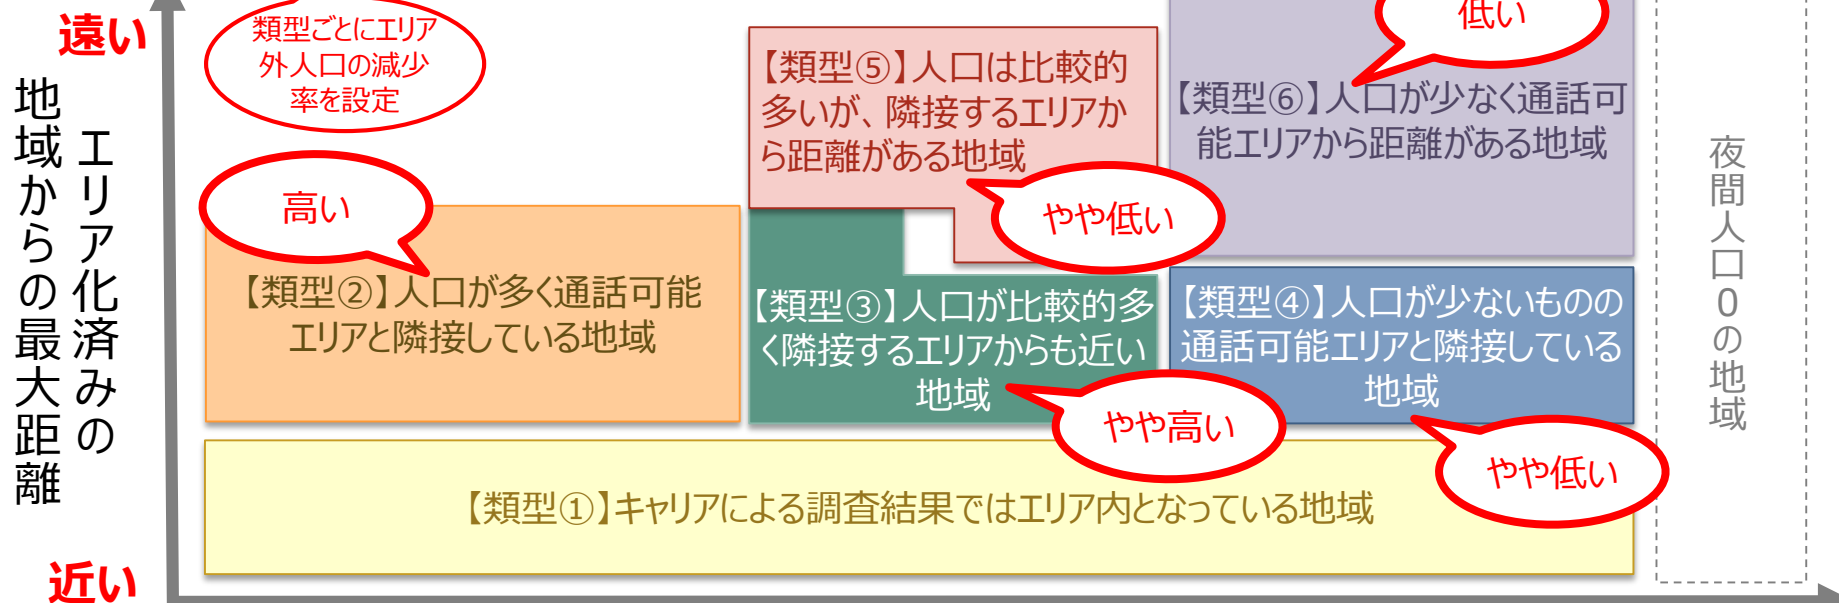 遠い
類型ごとにエリア
外人口の減少
率を設定
低い
【類型⑤】人口は比較的
多いが、隣接するエリアか
ら距離がある地域
【類型⑥】人口が少なく通話可
能エリアから距離がある地域
エリア化済みの
地域からの最大距離
高い
やや低い
【類型②】人口が多く通話可能
エリアと隣接している地域
【類型③】人口が比較的多
く隣接するエリアからも近い
地域
【類型④】人口が少ないものの
通話可能エリアと隣接している
地域
夜間人口0の地域
やや高い
やや低い
【類型①】キャリアによる調査結果ではエリア内となっている地域
近い